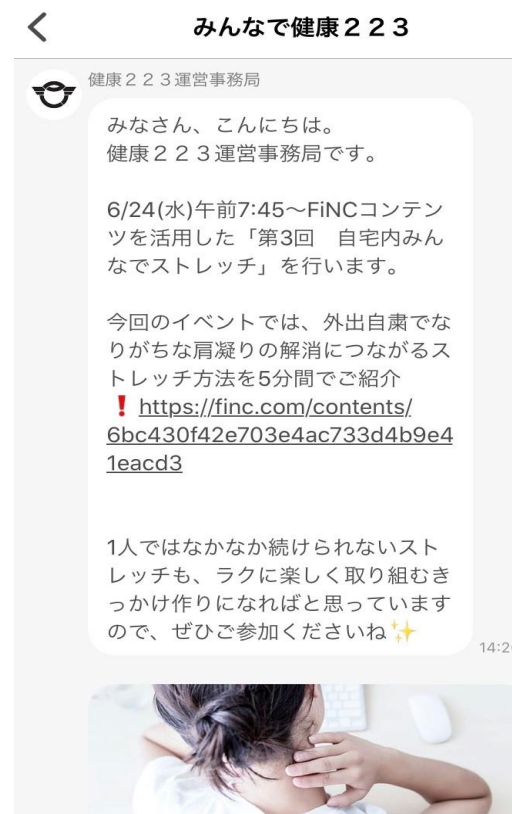 みんなで健康２２３
健康２２３運営事務局
みなさん、こんにちは。
健康２２３運営事務局です。
6/24(水)午前7:45〜FiNCコンテン
ツを活用した「第3回　自宅内みん
なでストレッチ」を行います。
今回のイベントでは、外出自粛でな
りがちな肩凝りの解消につながるス
トレッチ方法を5分間でご紹介
❗ https://finc.com/contents/
6bc430f42e703e4ac733d4b9e4
1eacd3
1人ではなかなか続けられないスト
レッチも、ラクに楽しく取り組むき
っかけ作りになればと思っています
ので、ぜひご参加くださいね✨